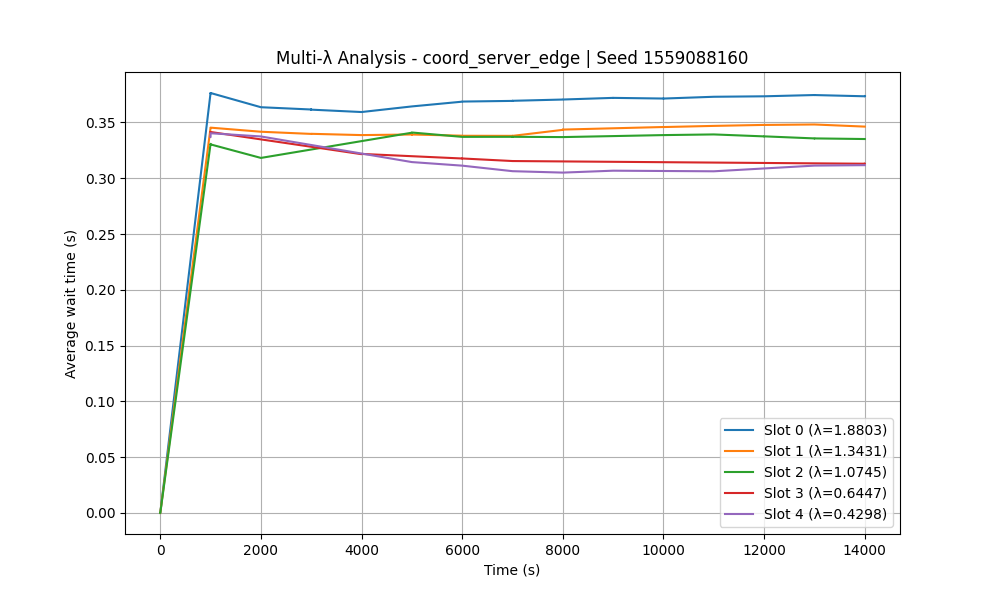 Multi-λ Analysis - coord_server_edge | Seed 1559088160
Average wait time (s)
0.35
0.30
0.25
0.20
0.15
0.10
0.05
0.00
Slot 0 (λ=1.8803)
Slot 1 (λ=1.3431)
Slot 2 (λ=1.0745)
Slot 3 (λ=0.6447)
Slot 4 (λ=0.4298)
0 2000 4000 6000 8000 10000 12000 14000
Time (s)